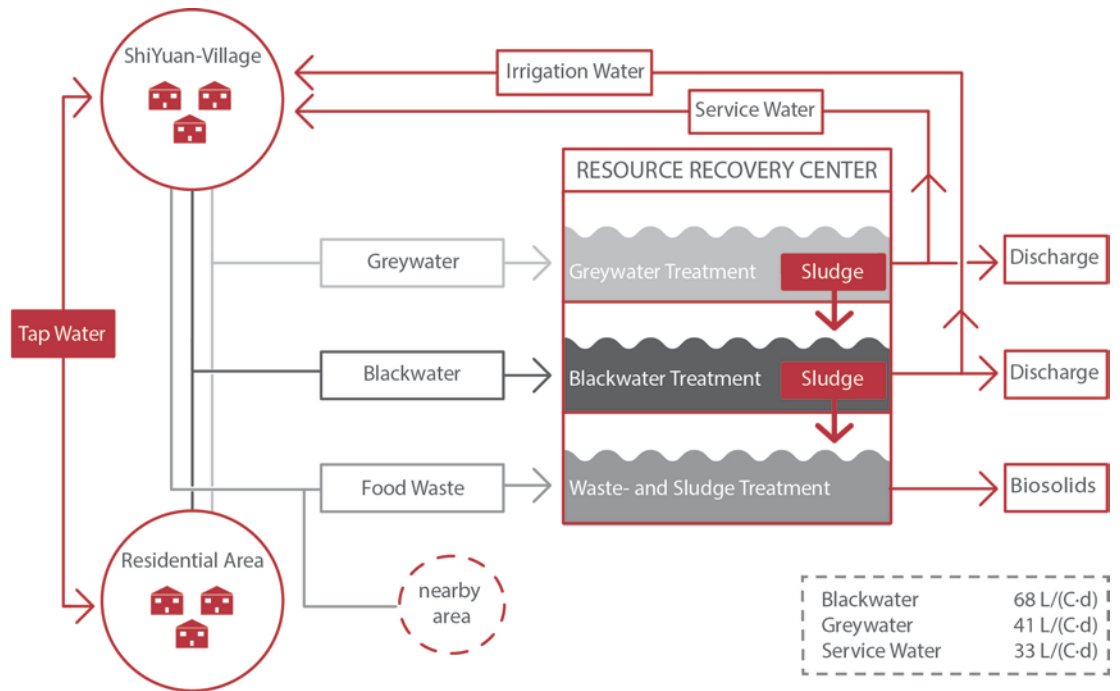 ShiYuan-Village
Irrigation Water
Service Water
RESOURCE RECOVERY CENTER
Greywater
Greywater Treatment
Sludge
Discharge
Tap Water
Blackwater
Blackwater Treatment
Sludge
Discharge
Food Waste
Waste- and Sludge Treatment
Biosolids
Residential Area
nearby
area
Blackwater 68 L/(C·d)
Greywater 41 L/(C·d)
Service Water 33 L/(C·d)